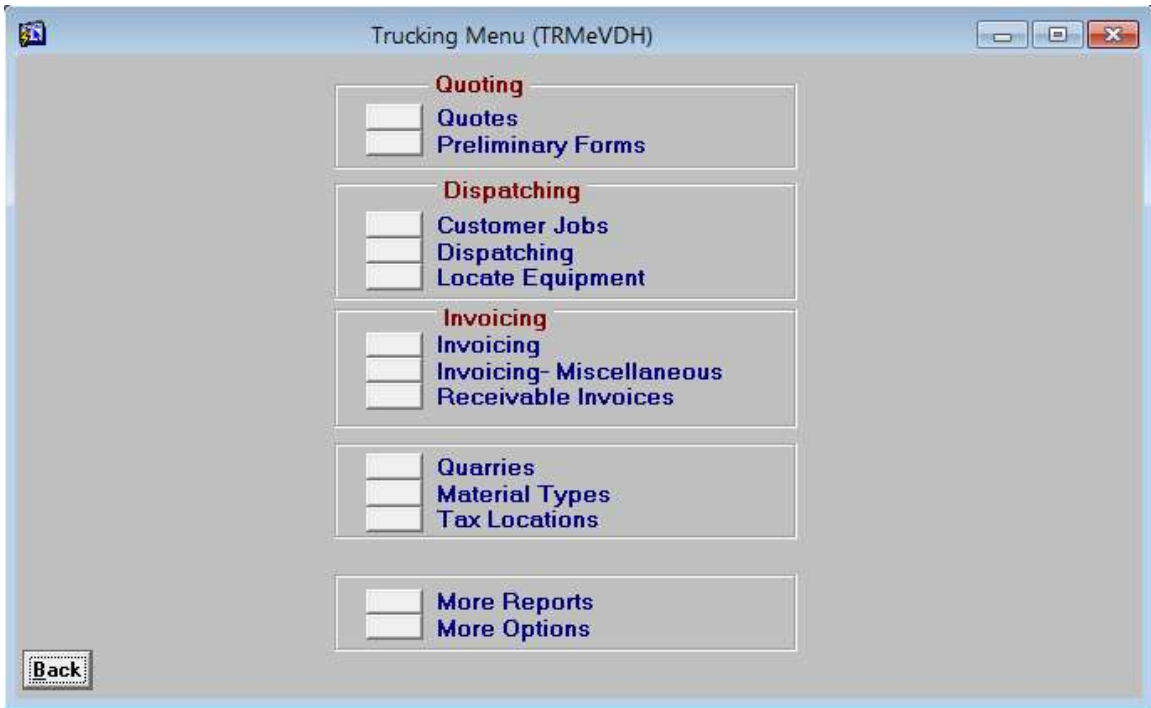 Trucking Menu (TRMeVDH)
Quoting
Quotes
Preliminary Forms
Dispatching
Customer Jobs
Dispatching
Locate Equipment
Invoicing
Invoicing
Invoicing- Miscellaneous
Receivable Invoices
Quarries
Material Types
Tax Locations
More Reports
More Options
Back